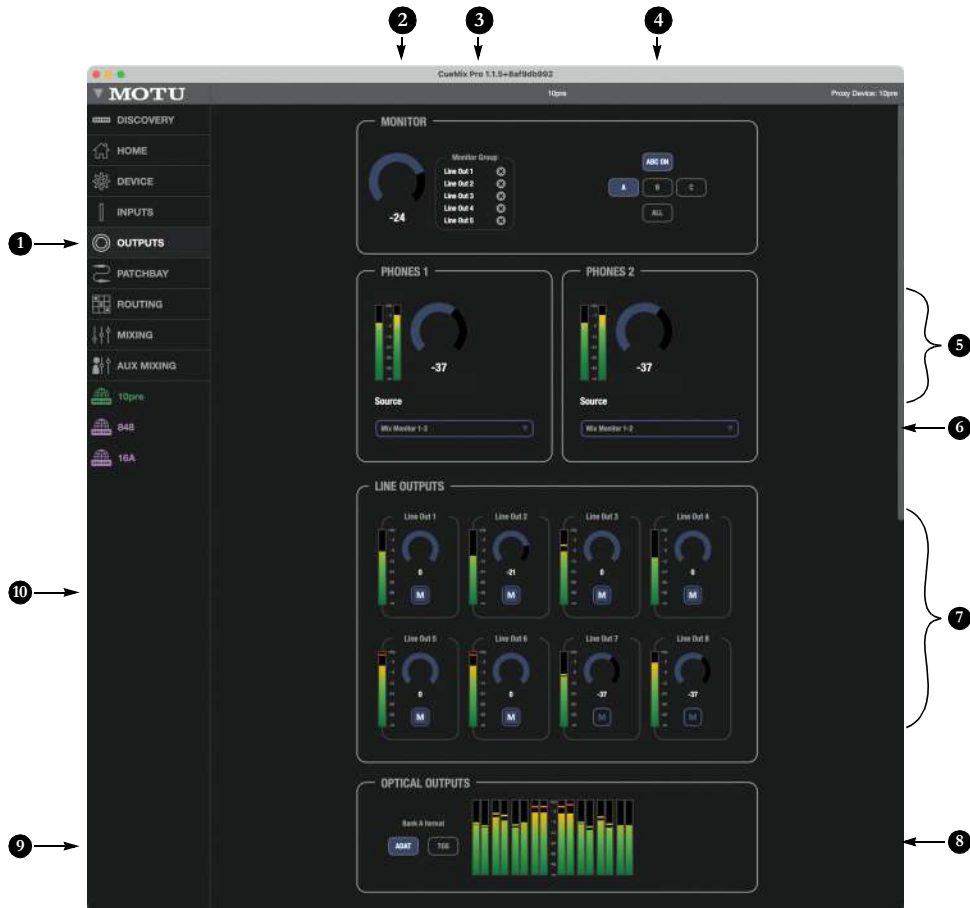 2 3 4
CueMix Pro 1.1.5+8af9db992
MOTU
10pre
Proxy Device: 10pre
DISCOVERY
HOME
DEVICE
INPUTS
1
OUTPUTS
PATCHBAY
ROUTING
MIXING
AUX MIXING
10pre
848
16A
10
9
MONITOR
-24
Monitor Group
Line Out 1
Line Out 2
Line Out 3
Line Out 4
Line Out 5
ABC ON
A B C
ALL
PHONES 1
-37
Source
Mix Monitor 1-2
PHONES 2
-37
Source
Mix Monitor 1-2
5
6
LINE OUTPUTS
Line Out 1 Line Out 2 Line Out 3 Line Out 4
0 -21 0 0
M M M M
Line Out 5 Line Out 6 Line Out 7 Line Out 8
0 0 -37 -37
M M M M
7
OPTICAL OUTPUTS
Bank A format
ADAT TOS
8